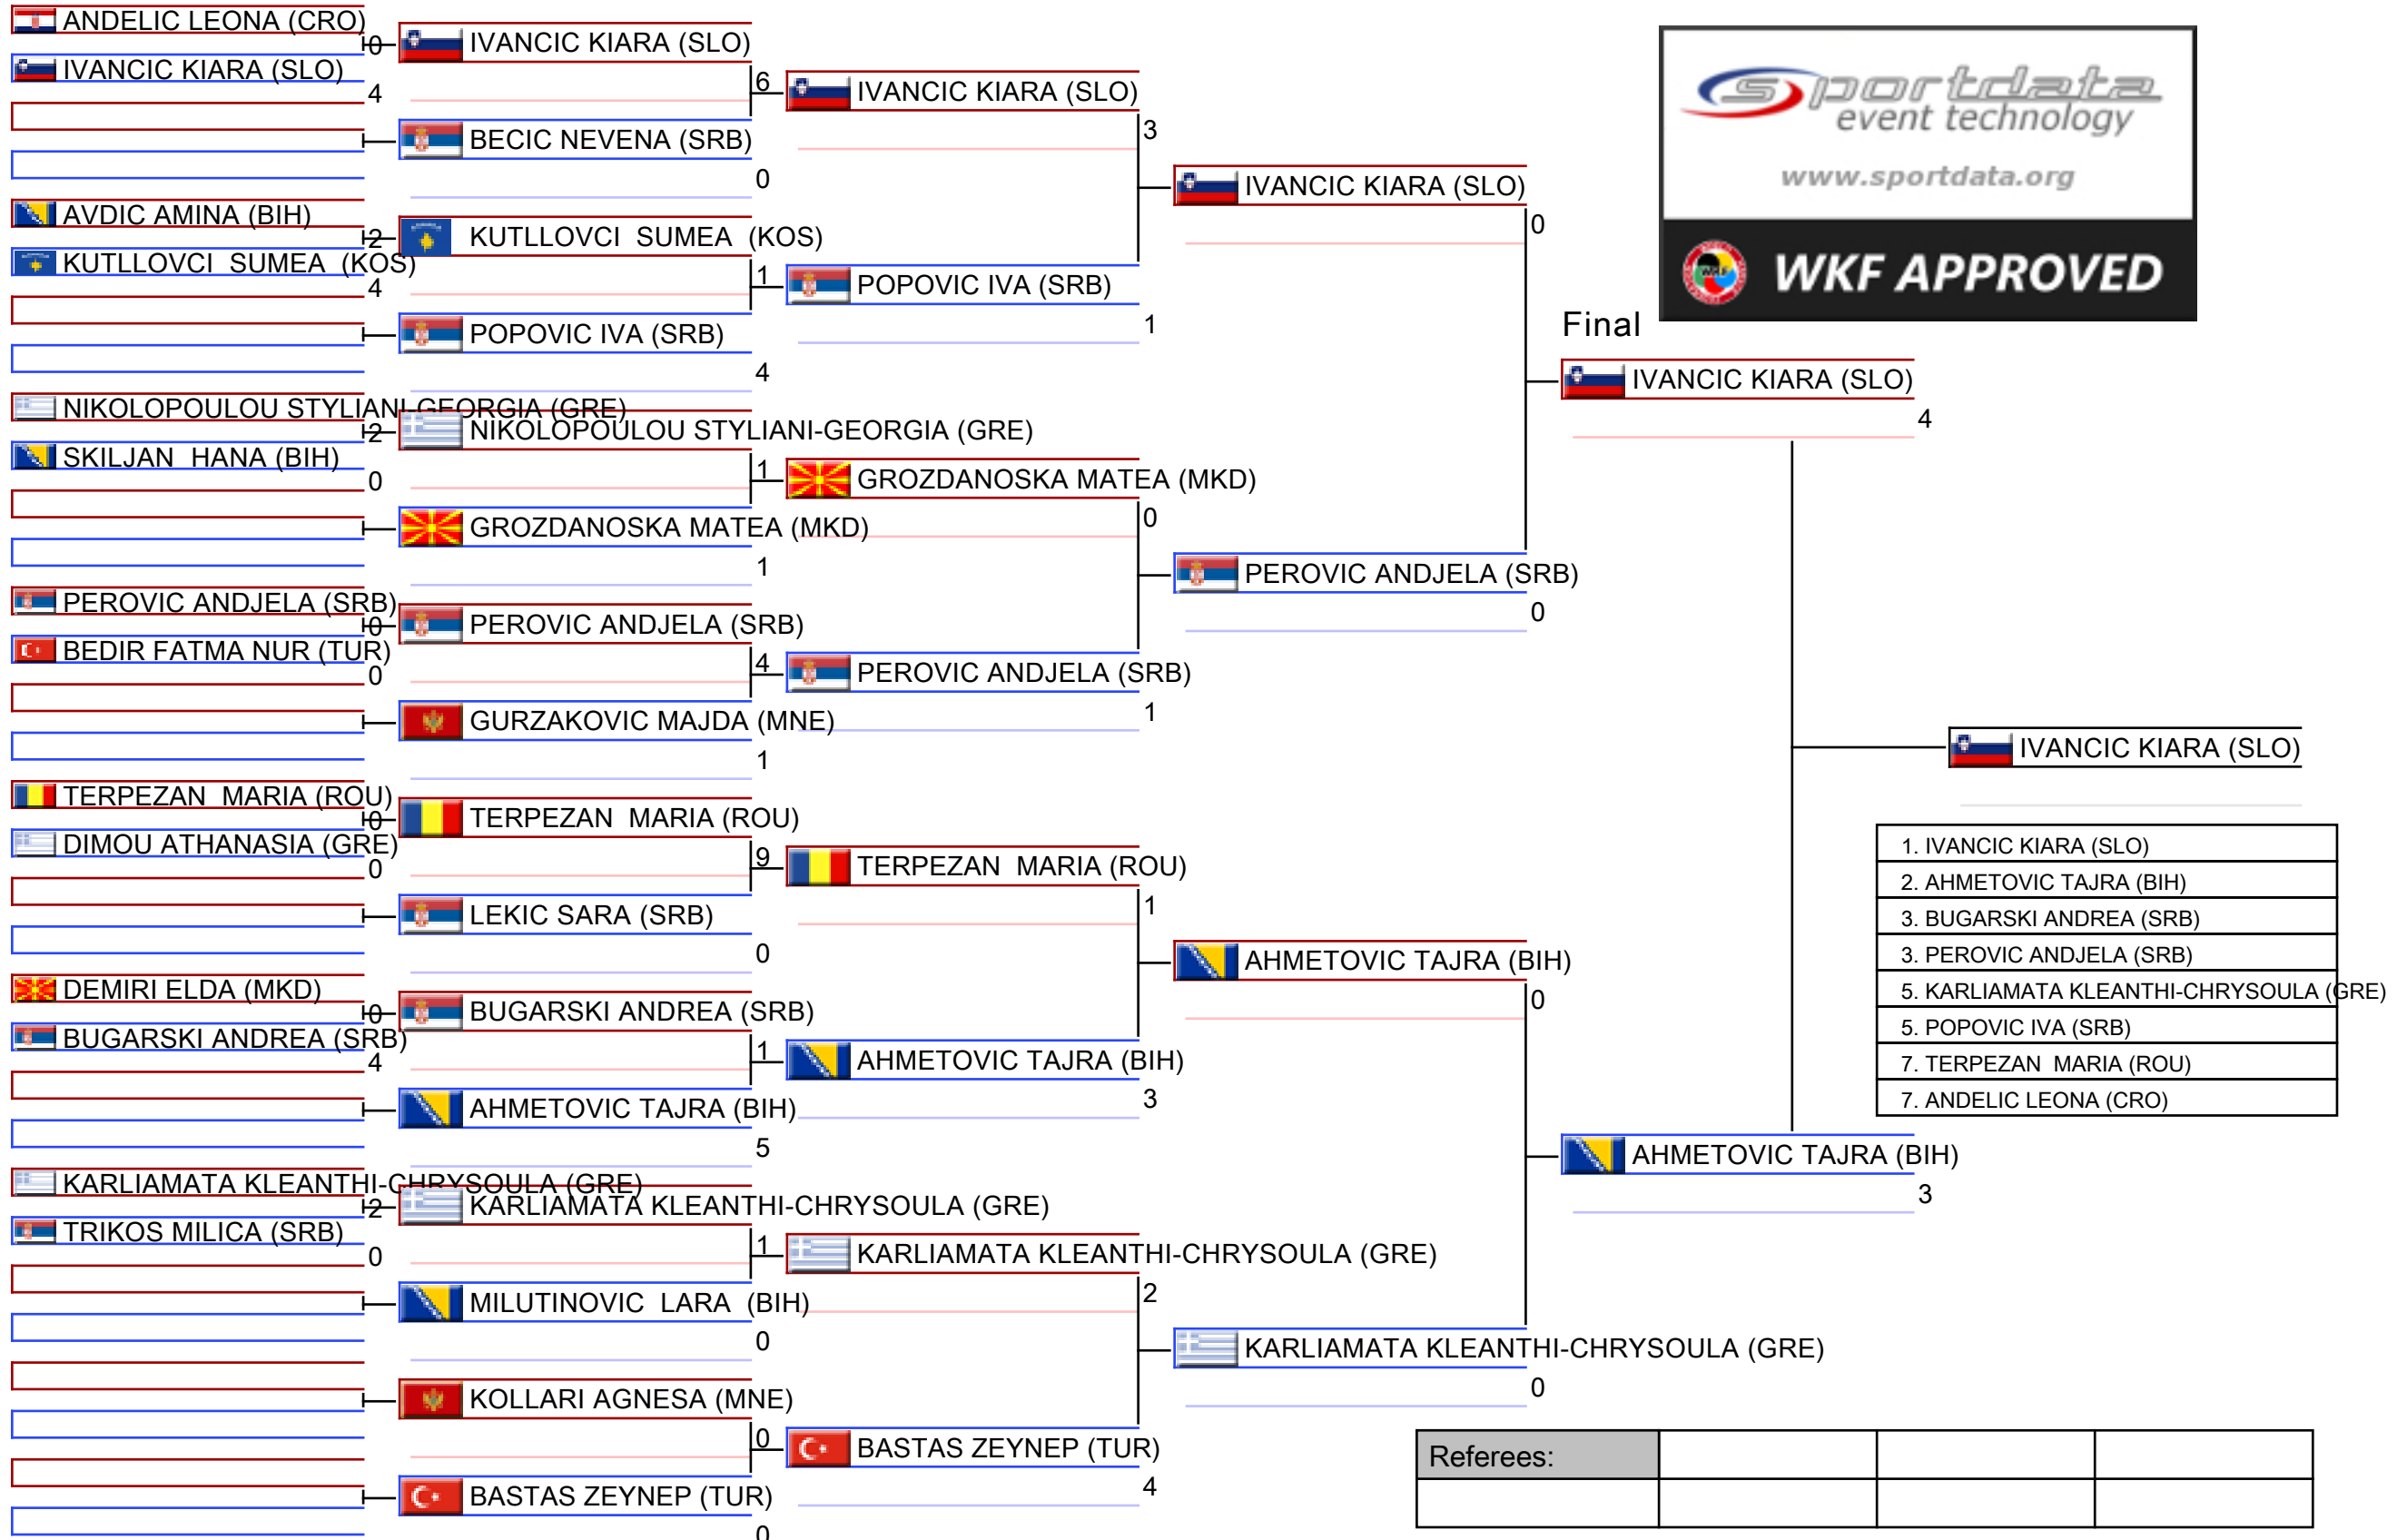 ANDELIC LEONA (CRO)
0
IVANCIC KIARA (SLO)
4
AVDIC AMINA (BIH)
2
KUTLLOVCI SUMEA (KOS)
4
NIKOLOPOULOU STYLIANI-GEORGIA (GRE)
2
SKILJAN HANA (BIH)
0
PEROVIC ANDJELA (SRB)
0
BEDIR FATMA NUR (TUR)
0
TERPEZAN MARIA (ROU)
0
DIMOU ATHANASIA (GRE)
0
DEMIRI ELDA (MKD)
0
BUGARSKI ANDREA (SRB)
4
KARLIAMATA KLEANTHI-CHRYSOULA (GRE)
2
TRIKOS MILICA (SRB)
0
IVANCIC KIARA (SLO)
6
BECIC NEVENA (SRB)
0
KUTLLOVCI SUMEA (KOS)
1
POPOVIC IVA (SRB)
4
NIKOLOPOULOU STYLIANI-GEORGIA (GRE)
1
GROZDANOSKA MATEA (MKD)
1
PEROVIC ANDJELA (SRB)
4
GURZAKOVIC MAJDA (MNE)
1
TERPEZAN MARIA (ROU)
9
LEKIC SARA (SRB)
0
BUGARSKI ANDREA (SRB)
1
AHMETOVIC TAJRA (BIH)
5
KARLIAMATA KLEANTHI-CHRYSOULA (GRE)
1
MILUTINOVIC LARA (BIH)
0
KOLLARI AGNESA (MNE)
0
BASTAS ZEYNEP (TUR)
0
IVANCIC KIARA (SLO)
3
POPOVIC IVA (SRB)
1
GROZDANOSKA MATEA (MKD)
0
PEROVIC ANDJELA (SRB)
1
TERPEZAN MARIA (ROU)
1
AHMETOVIC TAJRA (BIH)
3
KARLIAMATA KLEANTHI-CHRYSOULA (GRE)
2
BASTAS ZEYNEP (TUR)
4
IVANCIC KIARA (SLO)
0
PEROVIC ANDJELA (SRB)
0
AHMETOVIC TAJRA (BIH)
0
KARLIAMATA KLEANTHI-CHRYSOULA (GRE)
0
Final
IVANCIC KIARA (SLO)
4
AHMETOVIC TAJRA (BIH)
3
IVANCIC KIARA (SLO)
sportdata
event technology
www.sportdata.org
WKF
WKF APPROVED
1. IVANCIC KIARA (SLO)
2. AHMETOVIC TAJRA (BIH)
3. BUGARSKI ANDREA (SRB)
3. PEROVIC ANDJELA (SRB)
5. KARLIAMATA KLEANTHI-CHRYSOULA (GRE)
5. POPOVIC IVA (SRB)
7. TERPEZAN MARIA (ROU)
7. ANDELIC LEONA (CRO)
Referees: